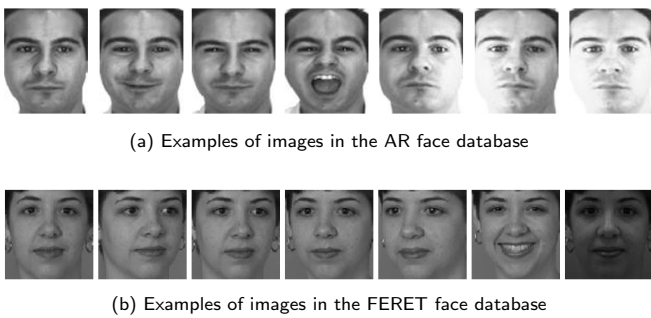 (a) Examples of images in the AR face database
(b) Examples of images in the FERET face database